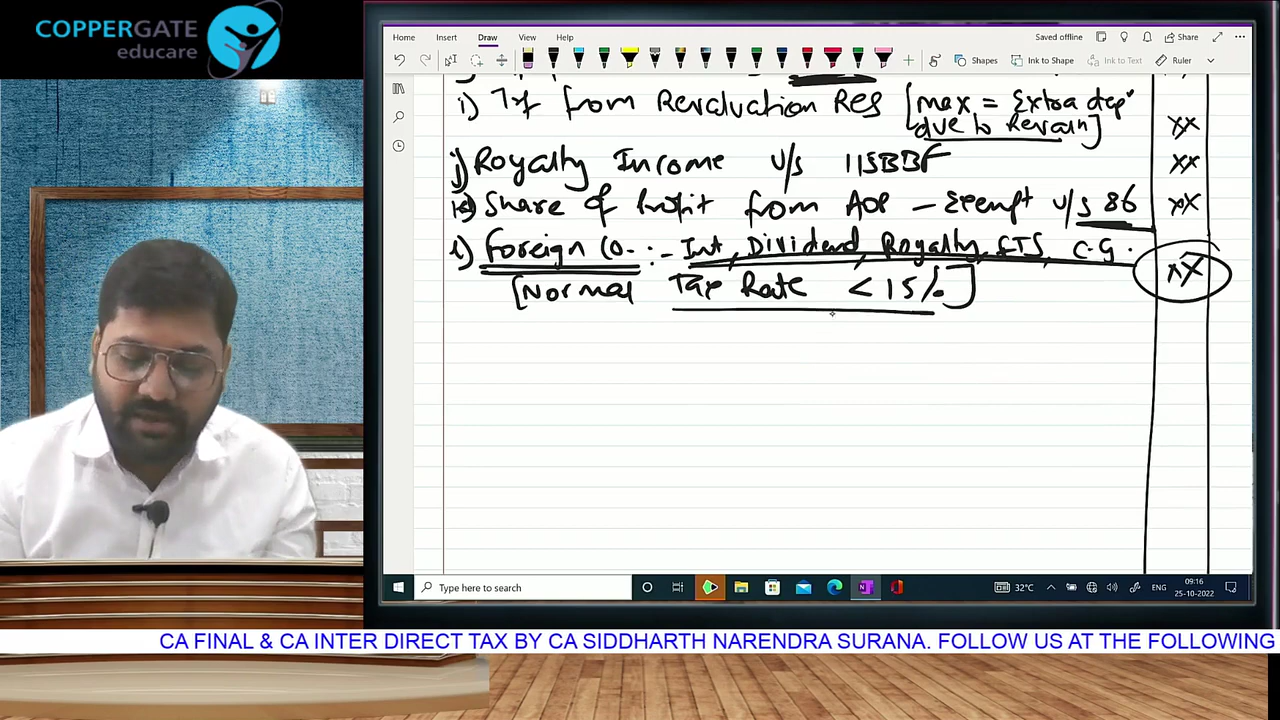 COPPERGATE
educare
Home Insert Draw View Help
Saved offline
Share
Shapes
Ink to Shape
Ink to Text
Ruler
i) Tf from Revaluation Res [max = Extra dep
due to Revaln] xx
j) Royalty Income u/s 115BBF xx
k) Share of Profit from AOP - Exempt u/s 86 xx
l) Foreign Co. :- Int, Dividend, Royalty, FTS, C.G. xx
[Normal Tax Rate < 15%]
Type here to search
32°C
ENG
09:16
25-10-2022
CA FINAL & CA INTER DIRECT TAX BY CA SIDDHARTH NARENDRA SURANA. FOLLOW US AT THE FOLLOWING